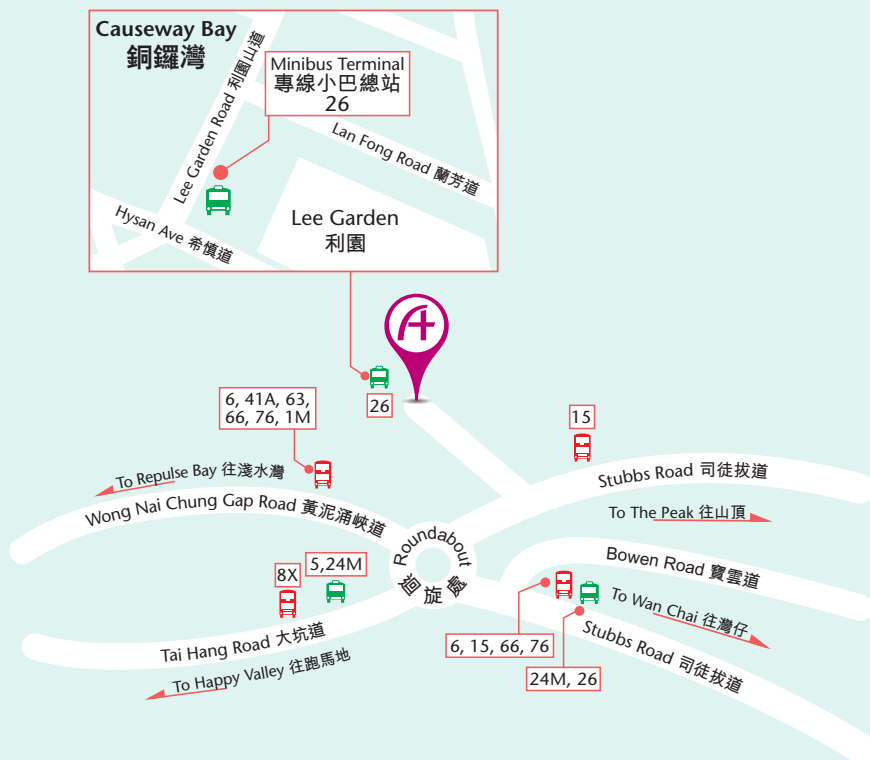 Causeway Bay
銅鑼灣
Minibus Terminal
專線小巴總站
26
Lee Garden Road 利園山道
Lan Fong Road 蘭芳道
Hysan Ave 希慎道
Lee Garden
利園
26
6, 41A, 63,
66, 76, 1M
15
To Repulse Bay 往淺水灣
Wong Nai Chung Gap Road 黃泥涌峽道
Stubbs Road 司徒拔道
To The Peak 往山頂
Roundabout
迴旋處
Bowen Road 寶雲道
8X
5,24M
To Wan Chai 往灣仔
Tai Hang Road 大坑道
6, 15, 66, 76
Stubbs Road 司徒拔道
To Happy Valley 往跑馬地
24M, 26